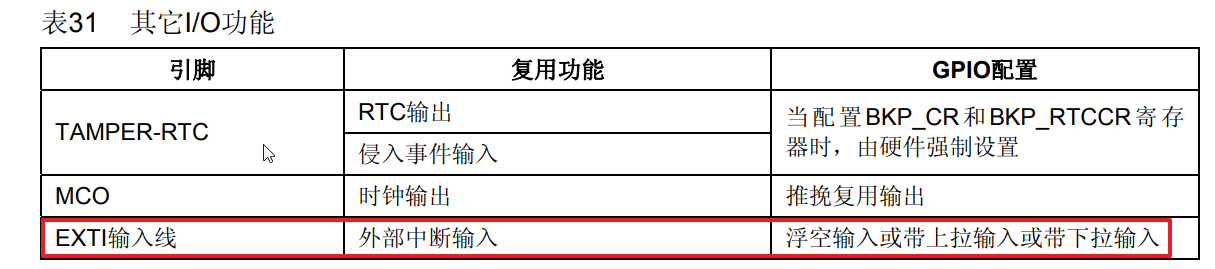 表31 其它I/O功能
引脚 复用功能 GPIO配置
TAMPER-RTC
RTC输出
侵入事件输入
当配置BKP_CR和BKP_RTCCR寄存
器时，由硬件强制设置
MCO 时钟输出 推挽复用输出
EXTI输入线 外部中断输入 浮空输入或带上拉输入或带下拉输入